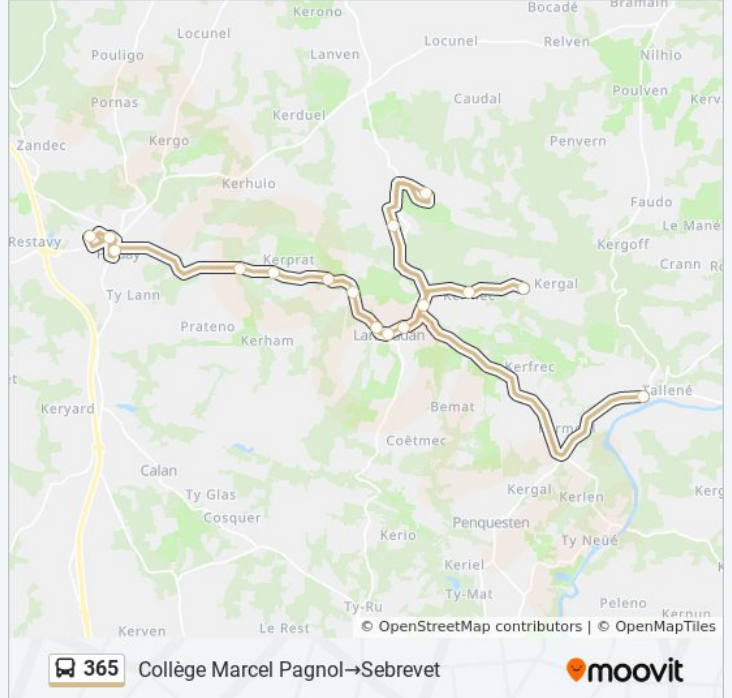 Kerono
Bocadé
Bramain
Locunel
Pouligo
Lanven
Locunel
Relven
Nilhio
Poulven
Pornas
Kerduel
Caudal
Kerv
Zandec
Kergo
Penvern
Kerhulo
Faudo
Le Mané
Restavy
Kergoff
Kerprat
Crann
Kergal
Ty Lann
Prateno
Kerham
Kerfrec
Tallené
Keryard
Bemat
Coëtmec
Calan
Ty Glas
Kergal
Kerlen
Kerg
Cosquer
Penquesten
Kerio
Ty Neüé
Keriel
Ty-Mat
Ty-Ru
Peleno
Kernun
Kerven
Le Rest
© OpenStreetMap contributors | © OpenMapTiles
365 Collège Marcel Pagnol→Sebrevet
moovit